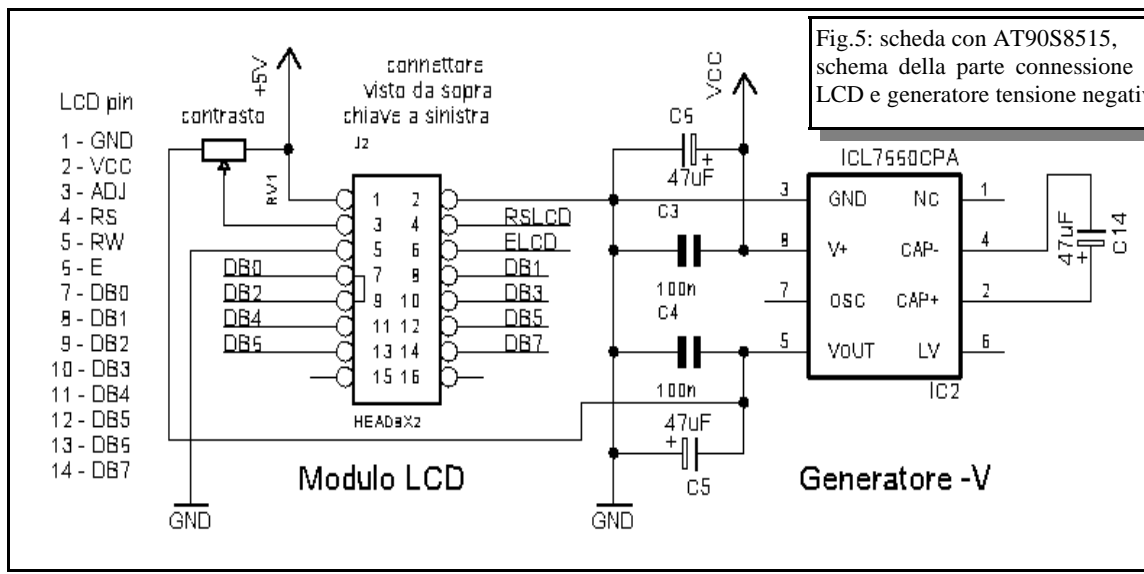 Fig.5: scheda con AT90S8515,
schema della parte connessione
LCD e generatore tensione negativ
LCD pin
1 - GND
2 - VCC
3 - ADJ
4 - RS
5 - RW
6 - E
7 - DB0
8 - DB1
9 - DB2
10 - DB3
11 - DB4
12 - DB5
13 - DB6
14 - DB7
contrasto
+5V
RV1
connettore
visto da sopra
chiave a sinistra
J2
1 2
3 4
5 6
7 8
9 10
11 12
13 14
15 16
DB0
DB2
DB4
DB6
RSLCD
ELCD
DB1
DB3
DB5
DB7
HEAD8X2
Modulo LCD
GND
VCC
C6
+
47uF
C3
100n
C4
100n
47uF
+
C5
GND
ICL7660CPA
3 GND NC 1
8 V+ CAP- 4
7 OSC CAP+ 2
5 VOUT LV 6
IC2
47uF
+
C14
Generatore -V